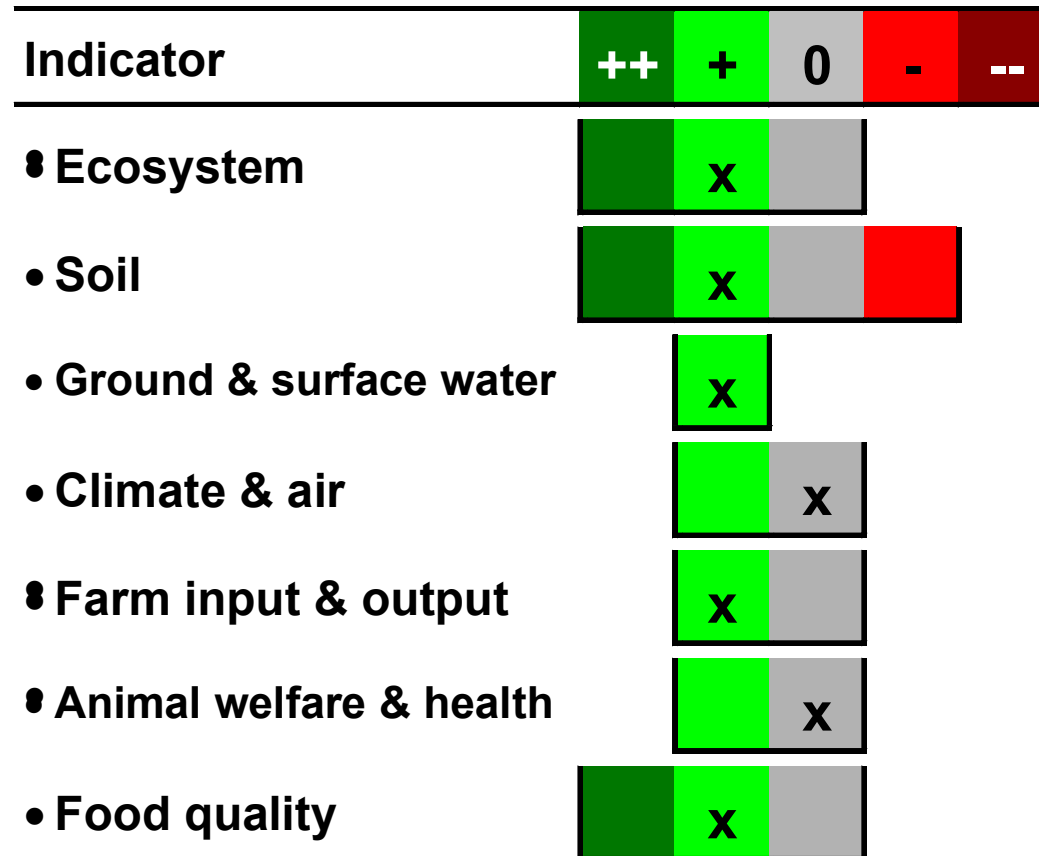 Indicator ++ + 0 - --
• Ecosystem x
• Soil x
• Ground & surface water x
• Climate & air x
• Farm input & output x
• Animal welfare & health x
• Food quality x